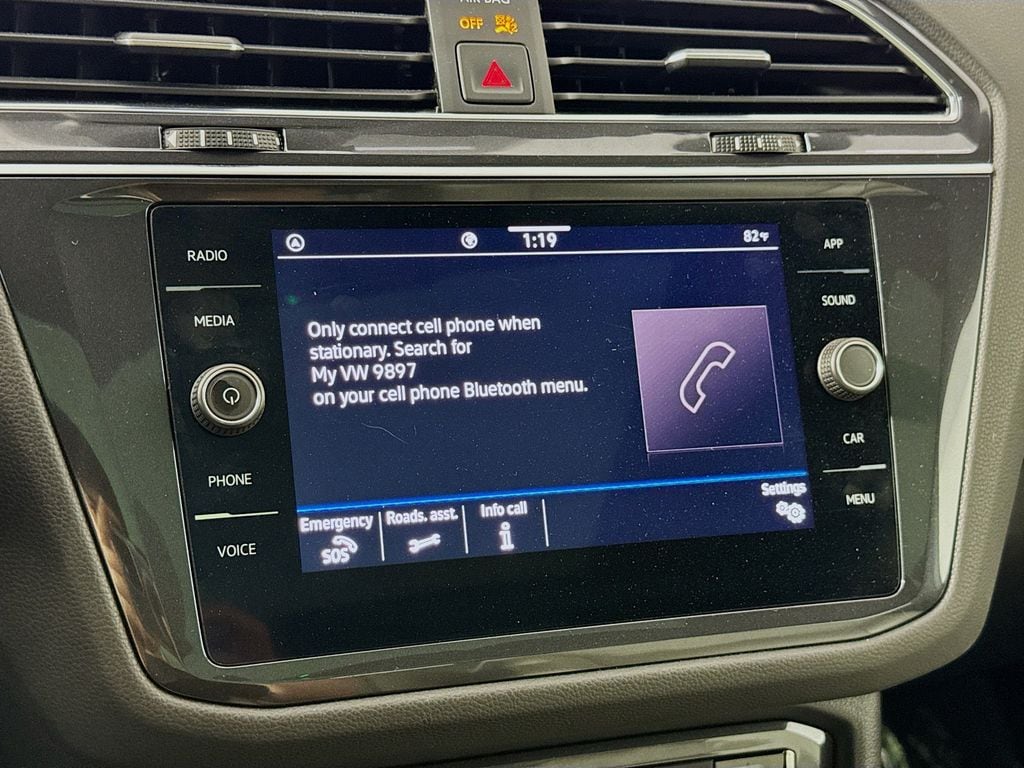 AIR BAG
OFF
RADIO
MEDIA
PHONE
VOICE
1:19
82°F
Only connect cell phone when
stationary. Search for
My VW 9897
on your cell phone Bluetooth menu.
Emergency
SOS
Roads. asst.
Info call
i
Settings
APP
SOUND
CAR
MENU